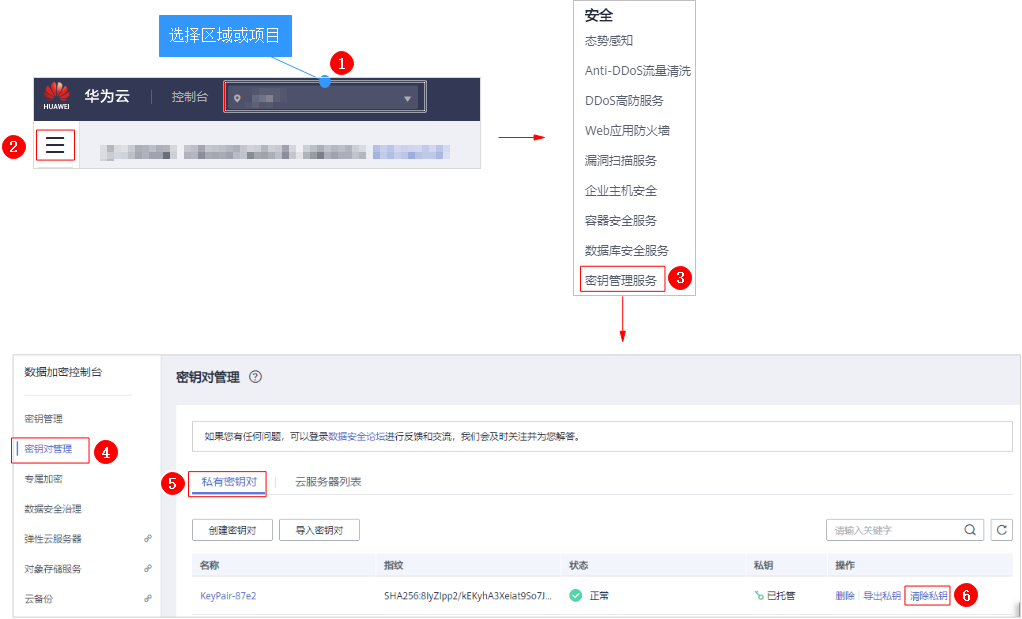 选择区域或项目
1
HUAWEI
华为云
控制台
2
安全
态势感知
Anti-DDoS流量清洗
DDoS高防服务
Web应用防火墙
漏洞扫描服务
企业主机安全
容器安全服务
数据库安全服务
密钥管理服务
3
数据加密控制台
密钥管理
密钥对管理
4
专属加密
数据安全治理
弹性云服务器
对象存储服务
云备份
密钥对管理 ?
如果您有任何问题，可以登录数据安全论坛进行反馈和交流，我们会及时关注并为您解答。
5
私有密钥对 云服务器列表
创建密钥对 导入密钥对 请输入关键字
名称 指纹 状态 私钥 操作
KeyPair-87e2 正常 已托管 删除 导出私钥 清除私钥 6